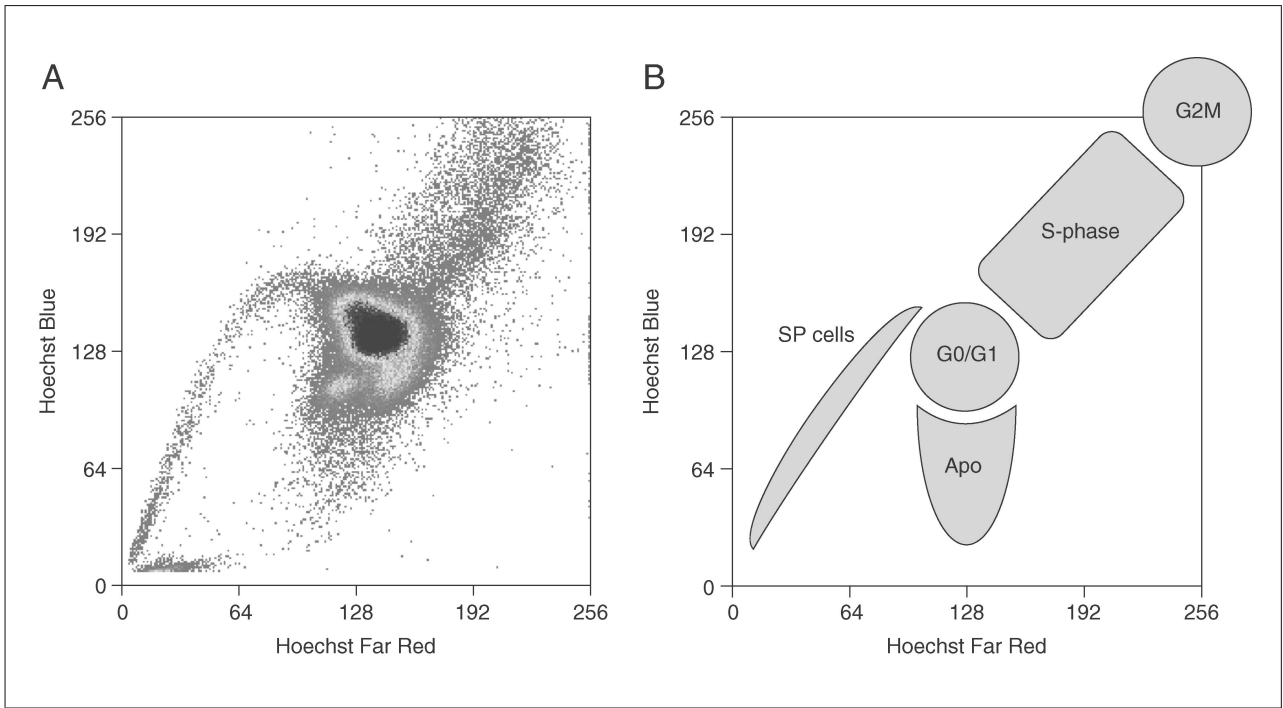 A
256
192
128
64
0
0 64 128 192 256
Hoechst Blue
Hoechst Far Red
B
256
192
128
64
0
0 64 128 192 256
Hoechst Blue
Hoechst Far Red
G2M
S-phase
SP cells
G0/G1
Apo